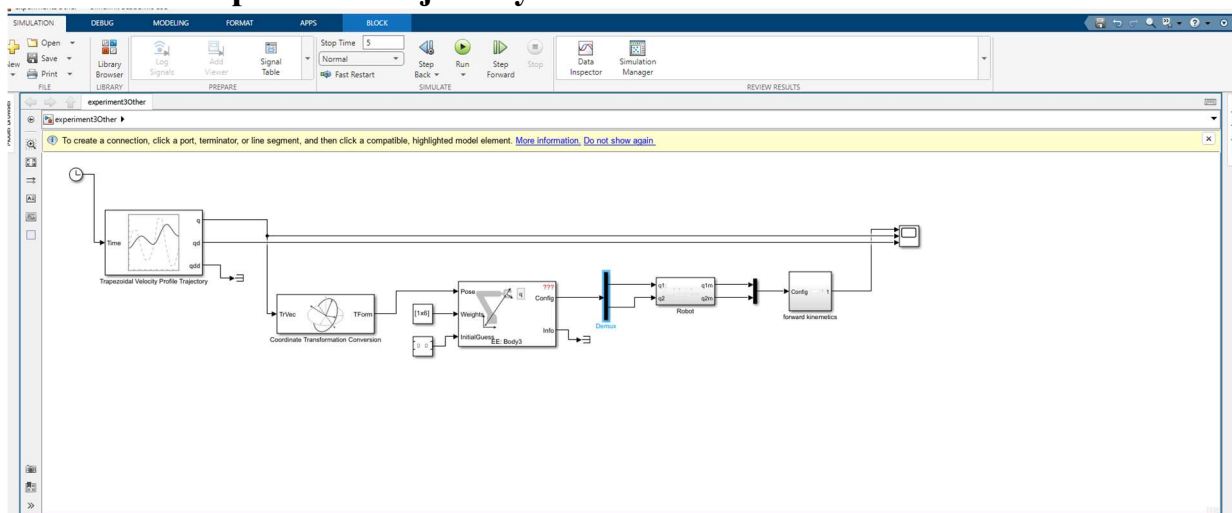 SIMULATION DEBUG MODELING FORMAT APPS BLOCK
New
Open
Save
Print
FILE
Library
Browser
LIBRARY
Log
Signals
Add
Viewer
Signal
Table
PREPARE
Stop Time 5
Normal
Fast Restart
Step
Back
Run
Step
Forward
Stop
SIMULATE
Data
Inspector
Simulation
Manager
REVIEW RESULTS
experiment3Other
experiment3Other
To create a connection, click a port, terminator, or line segment, and then click a compatible, highlighted model element. More information. Do not show again.
Time
q
qd
qdd
Trapezoidal Velocity Profile Trajectory
TrVec TForm
Coordinate Transformation Conversion
[1x6]
Pose
Weights
InitialGuess
q
???
Config
Info
EE: Body3
Demux
q1 q1m
q2 q2m
Robot
Config 1
forward kinemetics